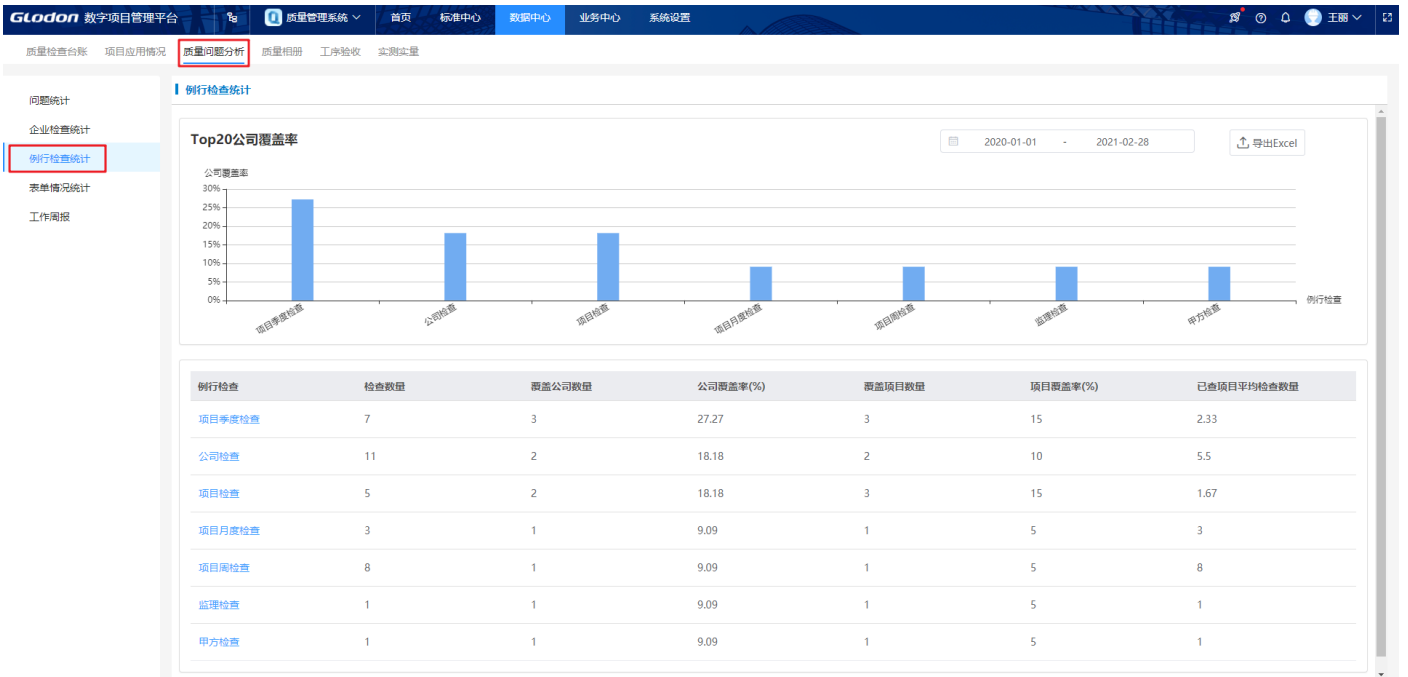 GLodon 数字项目管理平台 质量管理系统 首页 标准中心 数据中心 业务中心 系统设置 王丽
质量检查台账 项目应用情况 质量问题分析 质量相册 工序验收 实测实量
问题统计
企业检查统计
例行检查统计
表单情况统计
工作周报
例行检查统计
Top20公司覆盖率 2020-01-01 - 2021-02-28 导出Excel
公司覆盖率
30%
25%
20%
15%
10%
5%
0%
项目季度检查 公司检查 项目检查 项目月度检查 项目周检查 监理检查 甲方检查 例行检查
例行检查 检查数量 覆盖公司数量 公司覆盖率(%) 覆盖项目数量 项目覆盖率(%) 已查项目平均检查数量
项目季度检查 7 3 27.27 3 15 2.33
公司检查 11 2 18.18 2 10 5.5
项目检查 5 2 18.18 3 15 1.67
项目月度检查 3 1 9.09 1 5 3
项目周检查 8 1 9.09 1 5 8
监理检查 1 1 9.09 1 5 1
甲方检查 1 1 9.09 1 5 1